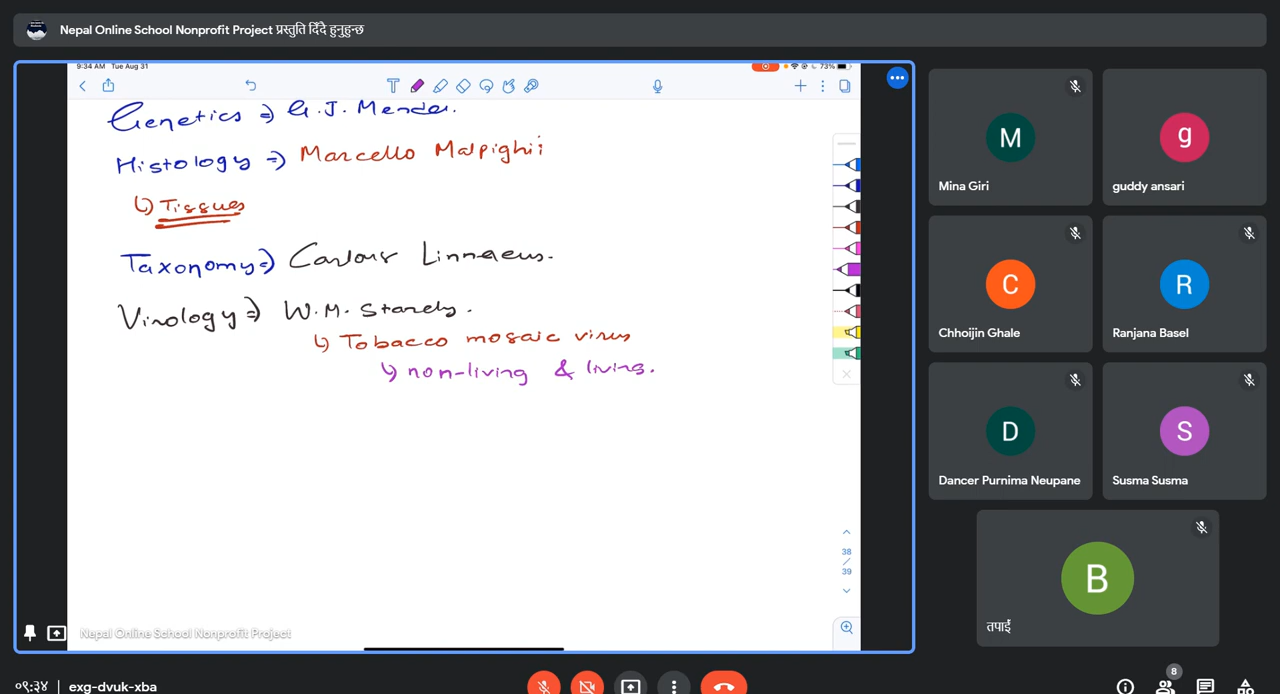 Nepal Online School Nonprofit Project प्रस्तुति दिँदै हुनुहुन्छ
9:34 AM Tue Aug 31
73%
Genetics ⇒ G. J. Mendel.
Histology ⇒ Marcello Malpighii
↳ Tissues
Taxonomy ⇒ Linnaeus.
Virology ⇒ W. M. Stanely.
↳ Tobacco mosaic virus
↳ non-living & living.
38
39
Nepal Online School Nonprofit Project
M
Mina Giri
g
guddy ansari
C
Chhoijin Ghale
R
Ranjana Basel
D
Dancer Purnima Neupane
S
Susma Susma
B
तपाईं
०९:३४ | exg-dvuk-xba
8